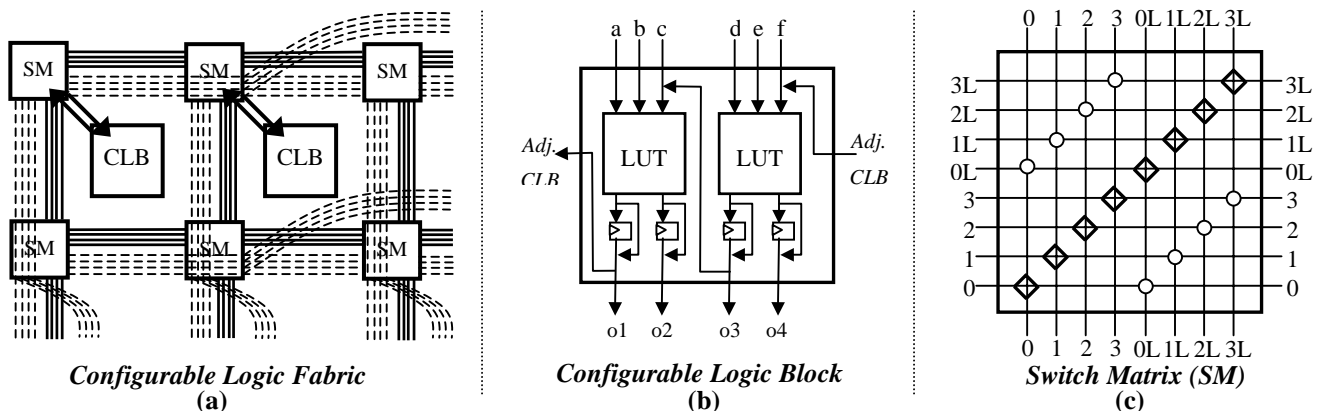 SM SM SM
CLB CLB
SM SM SM
Configurable Logic Fabric
(a)
a b c d e f
LUT LUT
Adj.
CLB
Adj.
CLB
o1 o2 o3 o4
Configurable Logic Block
(b)
0 1 2 3 0L 1L 2L 3L
3L 3L
2L 2L
1L 1L
0L 0L
3 3
2 2
1 1
0 0
0 1 2 3 0L 1L 2L 3L
Switch Matrix (SM)
(c)